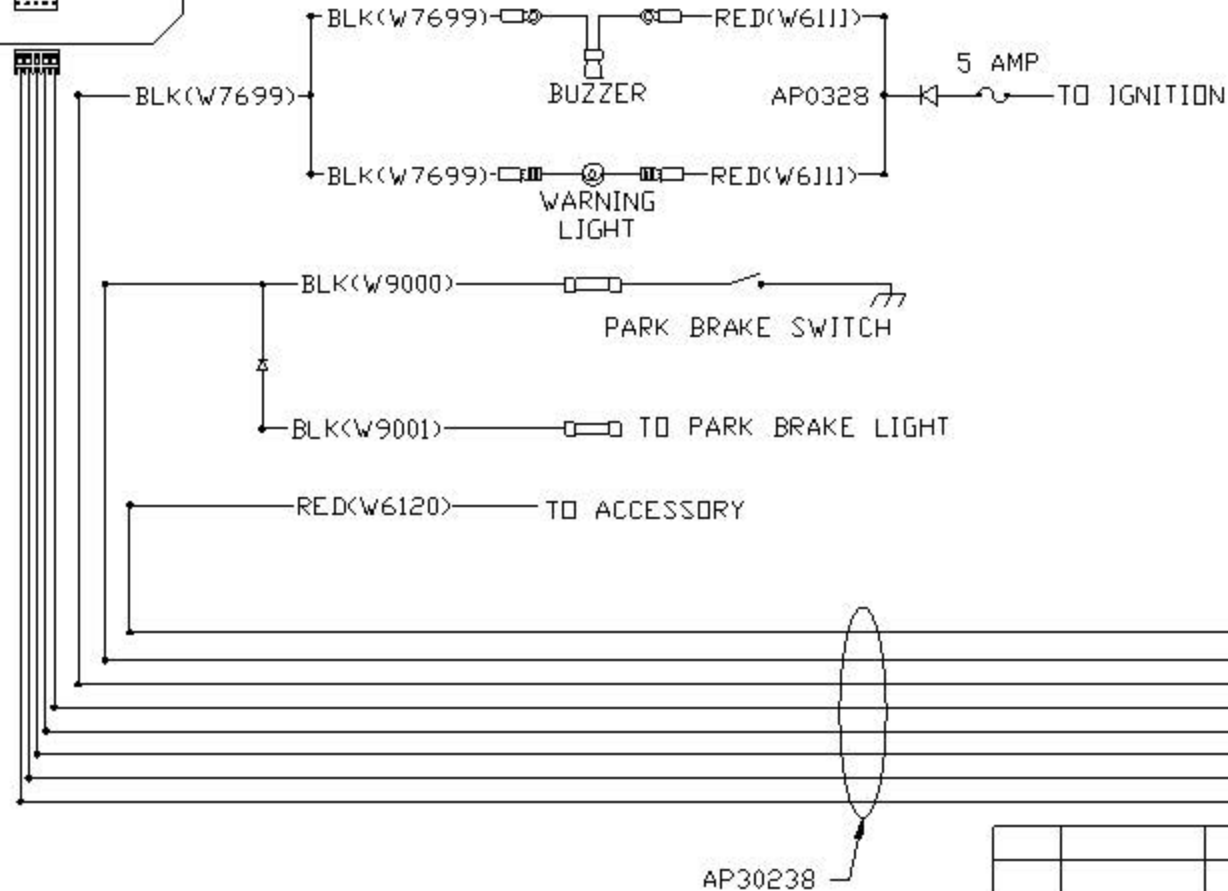 BLK(W7699) RED(W6111)
5 AMP
BLK(W7699) BUZZER AP0328 TO IGNITION
BLK(W7699) RED(W6111)
WARNING
LIGHT
BLK(W9000)
PARK BRAKE SWITCH
BLK(W9001) TO PARK BRAKE LIGHT
RED(W6120) TO ACCESSORY
AP30238